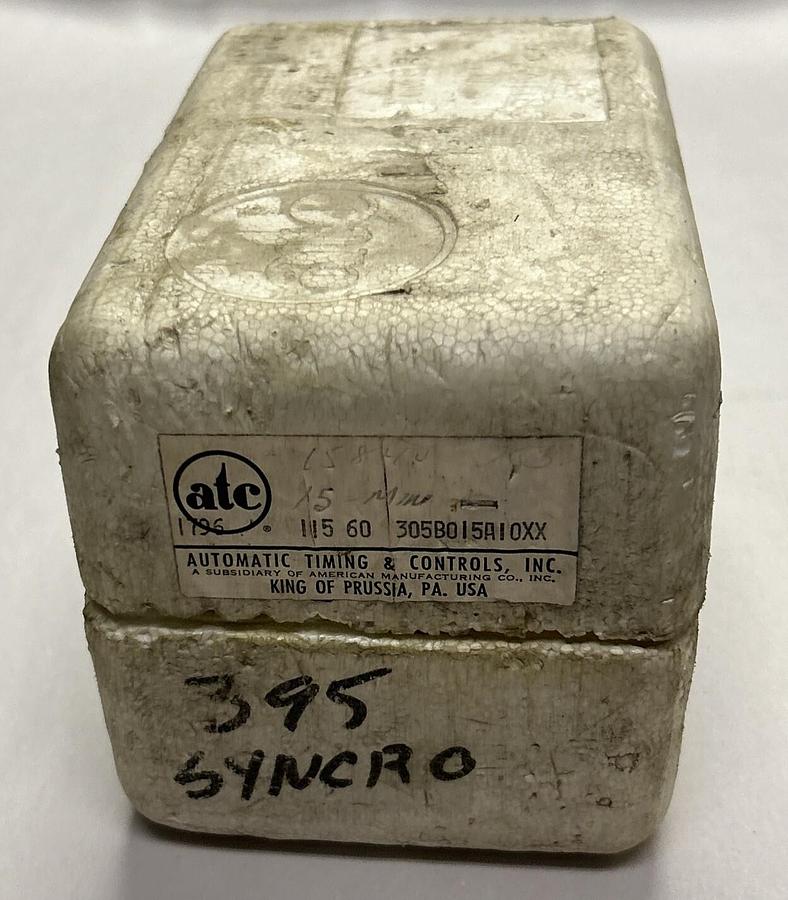 atc ®
15 Min
1796 115 60 305B015A10XX
AUTOMATIC TIMING & CONTROLS, INC.
A SUBSIDIARY OF AMERICAN MANUFACTURING CO., INC.
KING OF PRUSSIA, PA. USA
395
SYNCRO